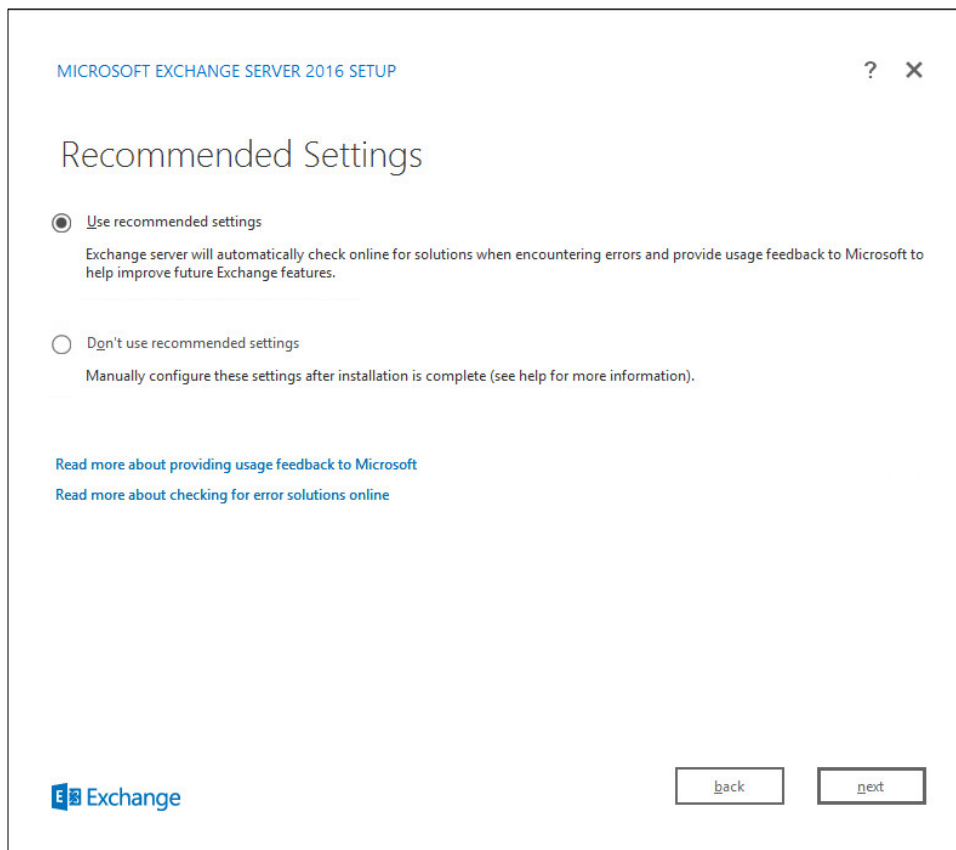 MICROSOFT EXCHANGE SERVER 2016 SETUP ?
Recommended Settings
Use recommended settings
Exchange server will automatically check online for solutions when encountering errors and provide usage feedback to Microsoft to
help improve future Exchange features.
Don't use recommended settings
Manually configure these settings after installation is complete (see help for more information).
Read more about providing usage feedback to Microsoft
Read more about checking for error solutions online
Exchange
back
next